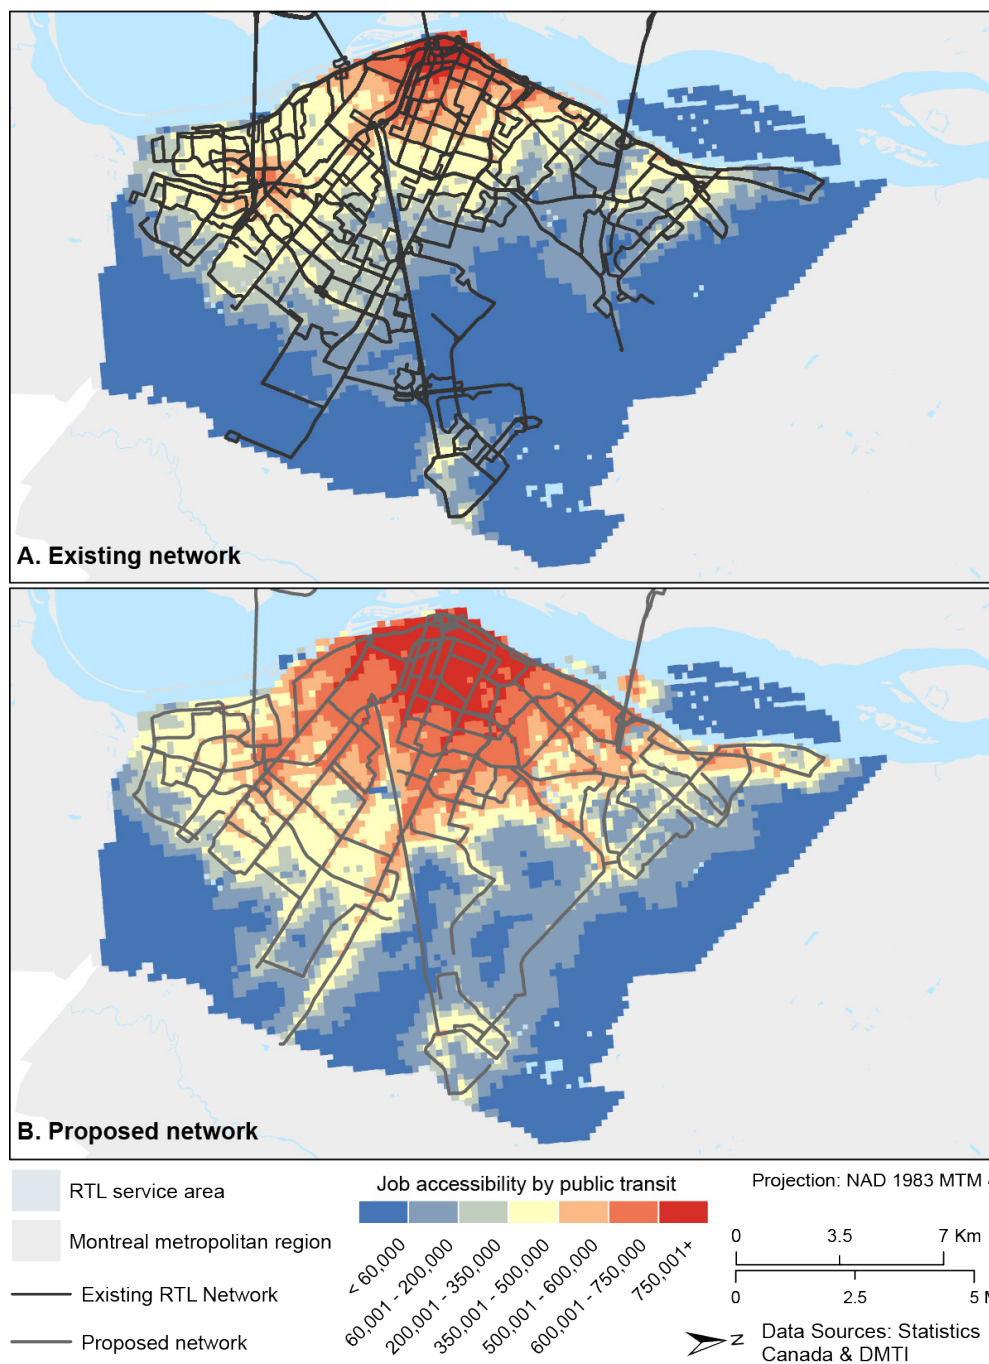 A. Existing network
B. Proposed network
RTL service area
Montreal metropolitan region
Existing RTL Network
Proposed network
Job accessibility by public transit
< 60,000
60,001 - 200,000
200,001 - 350,000
350,001 - 500,000
500,001 - 600,000
600,001 - 750,000
750,001+
Projection: NAD 1983 MTM
0 3.5 7 Km
0 2.5 5
N
Data Sources: Statistics
Canada & DMTI